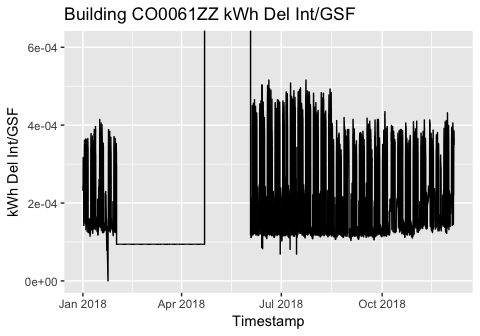 Building CO0061ZZ kWh Del Int/GSF
kWh Del Int/GSF
6e-04
4e-04
2e-04
0e+00
Jan 2018 Apr 2018 Jul 2018 Oct 2018
Timestamp